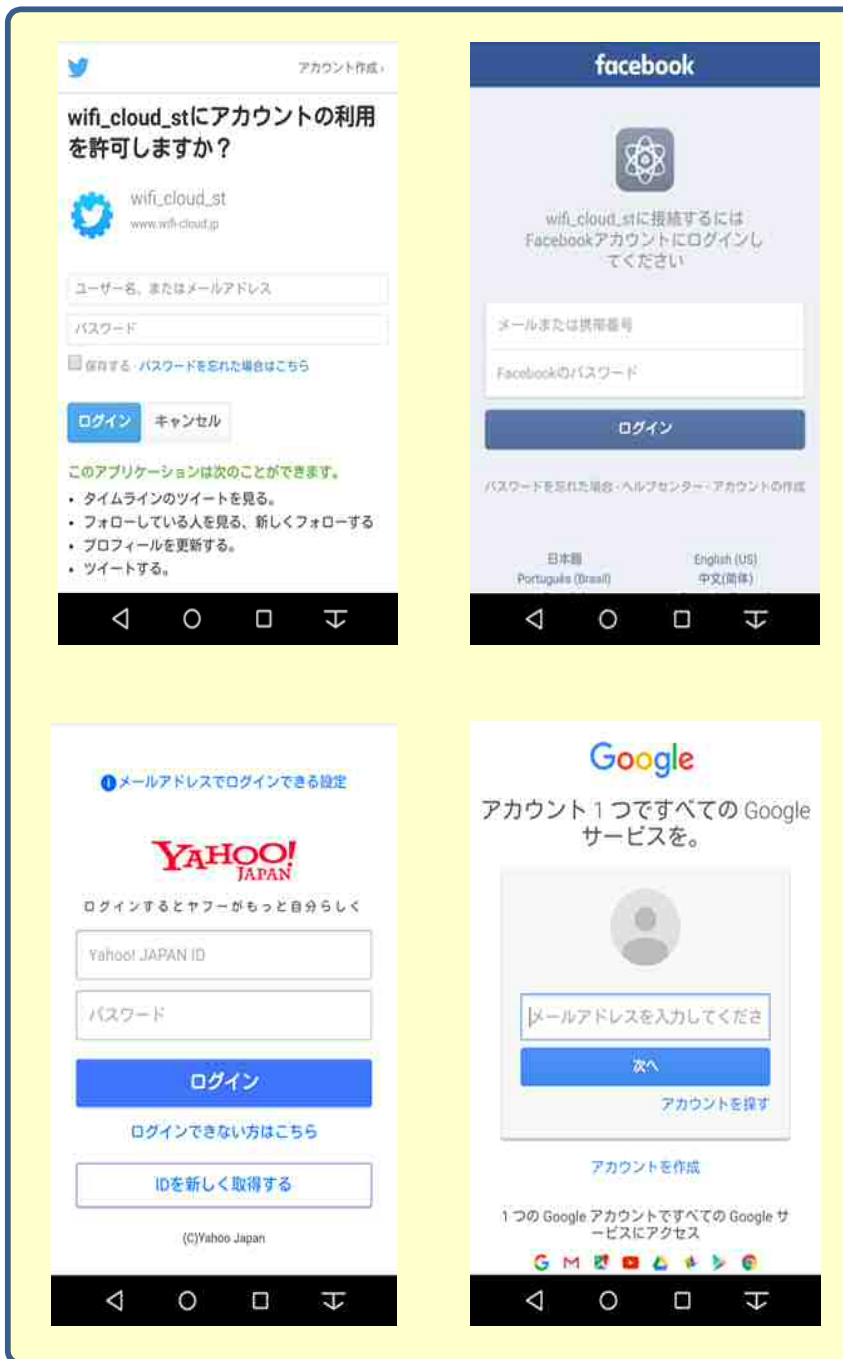 アカウント作成 ›
wifi_cloud_stにアカウントの利用
を許可しますか？
wifi_cloud_st
www.wifi-cloud.jp
ユーザー名、またはメールアドレス
パスワード
保存する · パスワードを忘れた場合はこちら
ログイン キャンセル
このアプリケーションは次のことができます。
• タイムラインのツイートを見る。
• フォローしている人を見る、新しくフォローする
• プロフィールを更新する。
• ツイートする。
facebook
wifi_cloud_stに接続するには
Facebookアカウントにログインし
てください
メールまたは携帯番号
Facebookのパスワード
ログイン
パスワードを忘れた場合 · ヘルプセンター · アカウントの作成
日本語 English (US)
Português (Brasil) 中文(简体)
メールアドレスでログインできる設定
YAHOO!
JAPAN
ログインするとヤフーがもっと自分らしく
Yahoo! JAPAN ID
パスワード
ログイン
ログインできない方はこちら
IDを新しく取得する
(C)Yahoo Japan
Google
アカウント 1 つですべての Google
サービスを。
メールアドレスを入力してくださ
次へ
アカウントを探す
アカウントを作成
1 つの Google アカウントですべての Google サ
ービスにアクセス